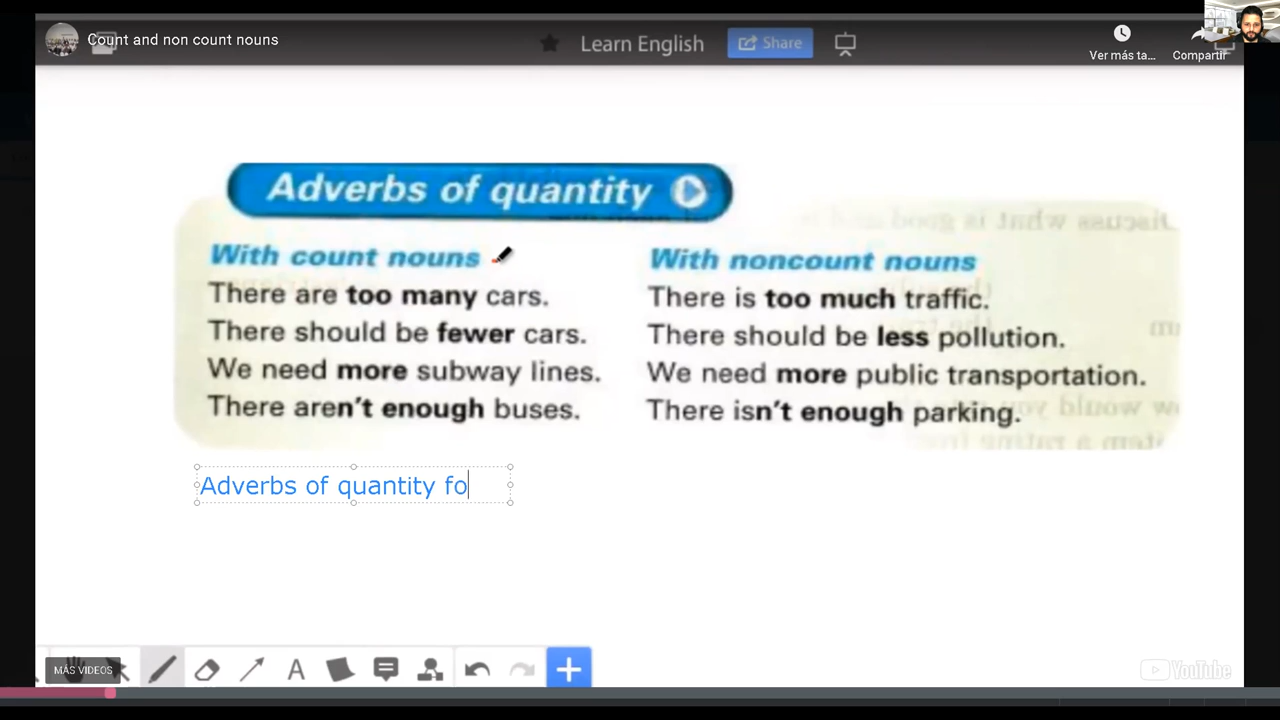 Count and non count nouns
Learn English
Share
Ver más ta...
Compartir
Adverbs of quantity
With count nouns
There are too many cars.
There should be fewer cars.
We need more subway lines.
There aren't enough buses.
With noncount nouns
There is too much traffic.
There should be less pollution.
We need more public transportation.
There isn't enough parking.
Adverbs of quantity fo
MÁS VIDEOS
A
YouTube